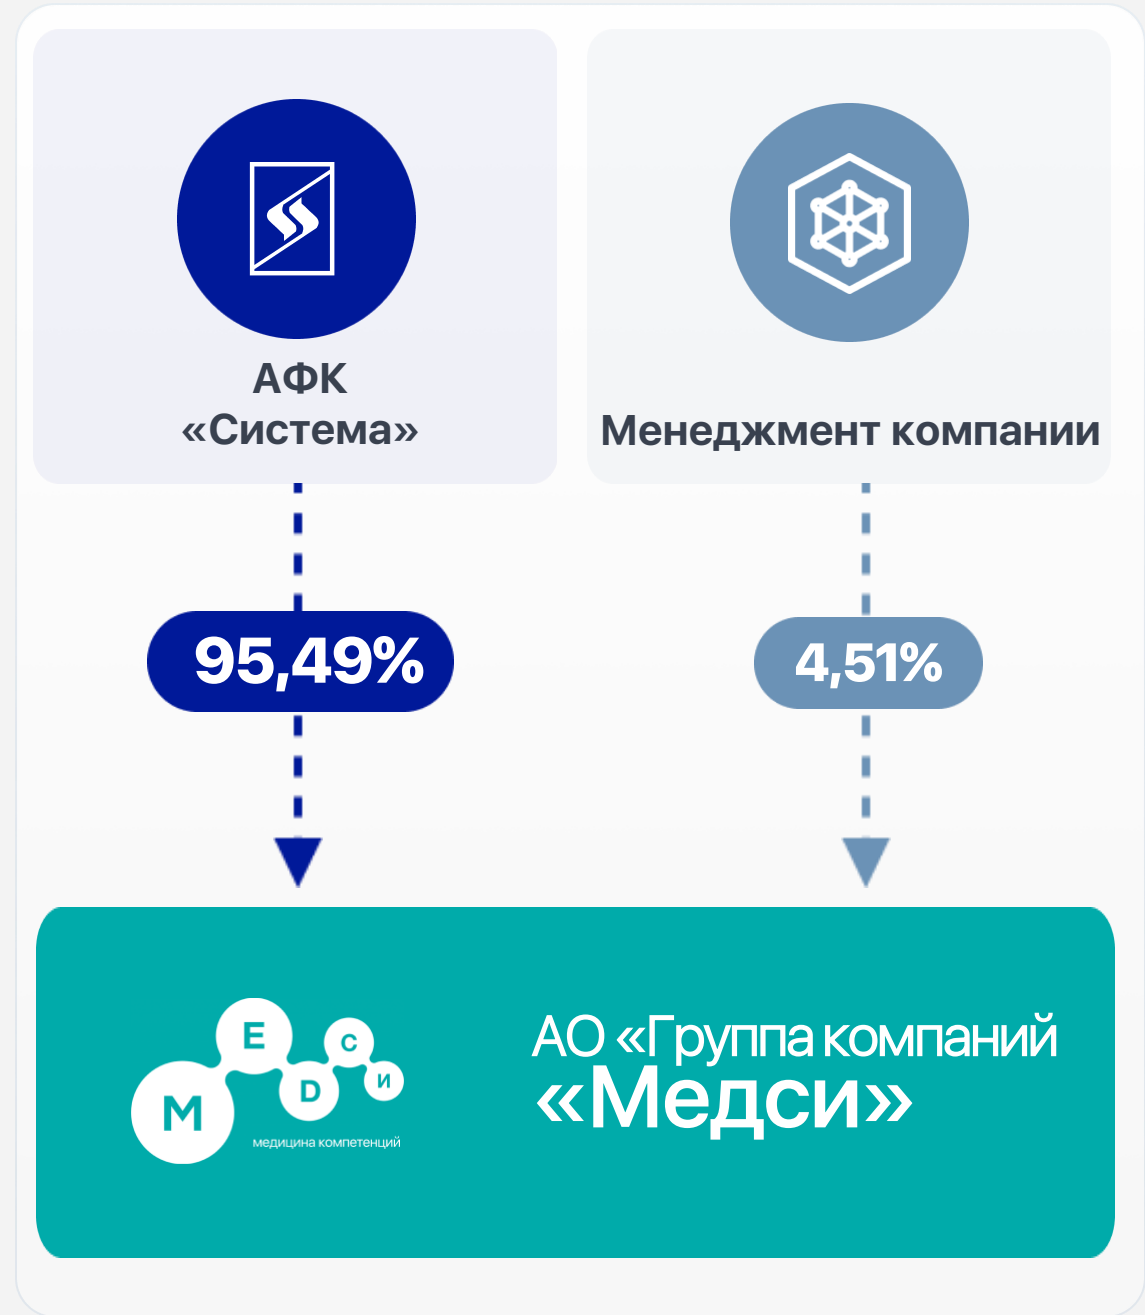 АФК
«Система»
Менеджмент компании
95,49%
4,51%
М Е D С И
медицина компетенций
АО «Группа компаний
«Медси»